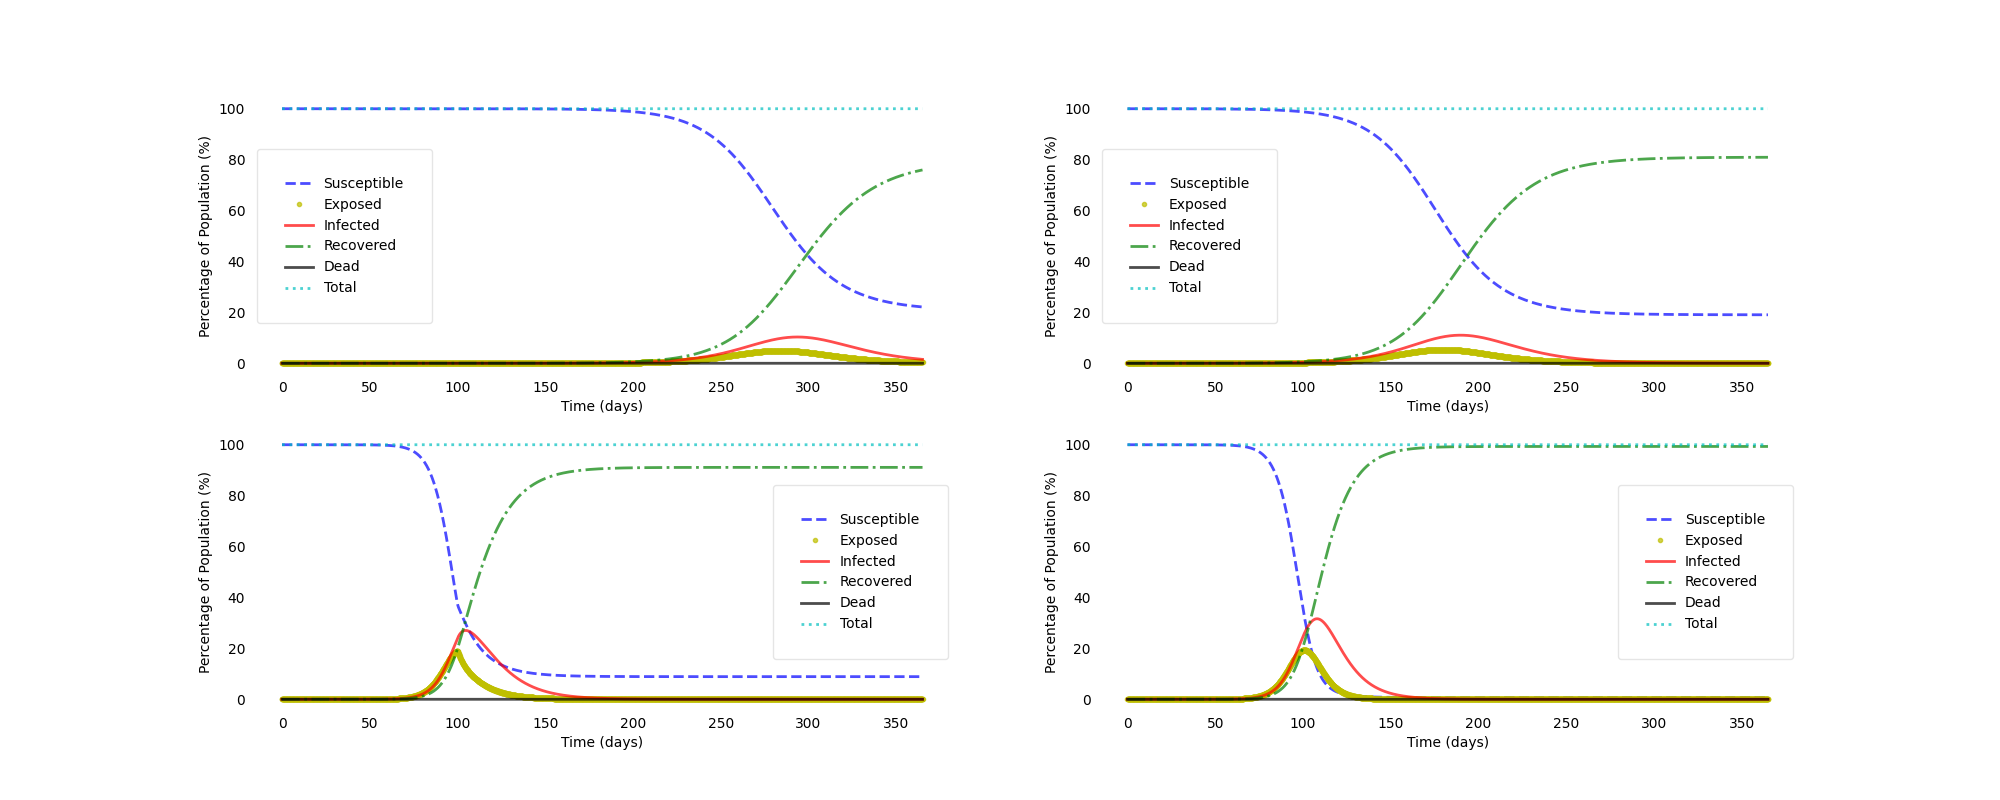 Percentage of Population (%)
100
80
60
40
20
0
Susceptible
Exposed
Infected
Recovered
Dead
Total
0 50 100 150 200 250 300 350
Time (days)
Percentage of Population (%)
100
80
60
40
20
0
Susceptible
Exposed
Infected
Recovered
Dead
Total
0 50 100 150 200 250 300 350
Time (days)
Percentage of Population (%)
100
80
60
40
20
0
Susceptible
Exposed
Infected
Recovered
Dead
Total
0 50 100 150 200 250 300 350
Time (days)
Percentage of Population (%)
100
80
60
40
20
0
Susceptible
Exposed
Infected
Recovered
Dead
Total
0 50 100 150 200 250 300 350
Time (days)